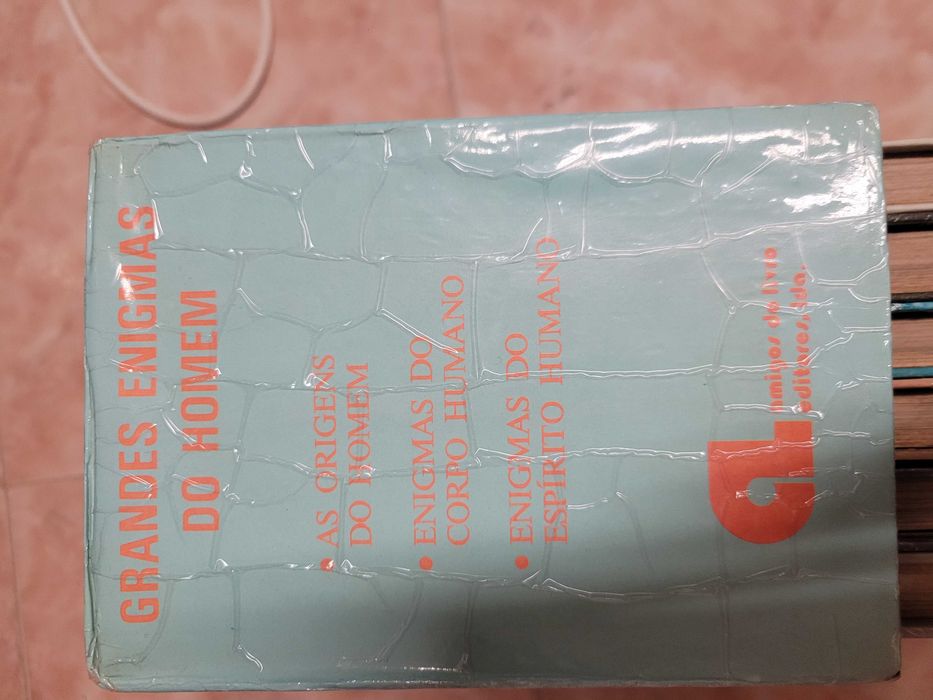 GRANDES ENIGMAS
DO HOMEM
• AS ORIGENS
DO HOMEM
• ENIGMAS DO
CORPO HUMANO
• ENIGMAS DO
ESPÍRITO HUMANO
amigos do livro
editores, lda.